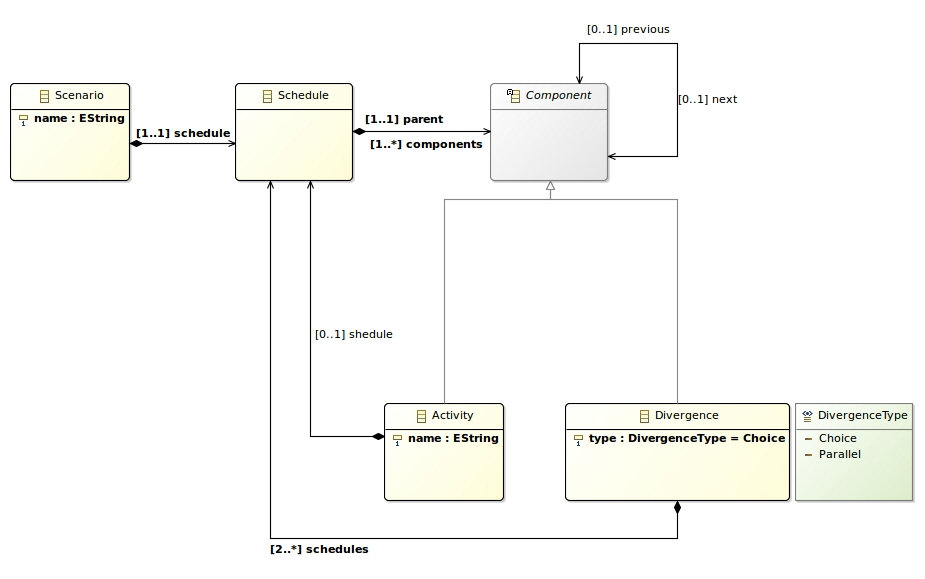 [0..1] previous
Scenario
name : EString
[1..1] schedule
Schedule
[1..1] parent
[1..*] components
Component
[0..1] next
[0..1] shedule
Activity
name : EString
Divergence
type : DivergenceType = Choice
DivergenceType
Choice
Parallel
[2..*] schedules